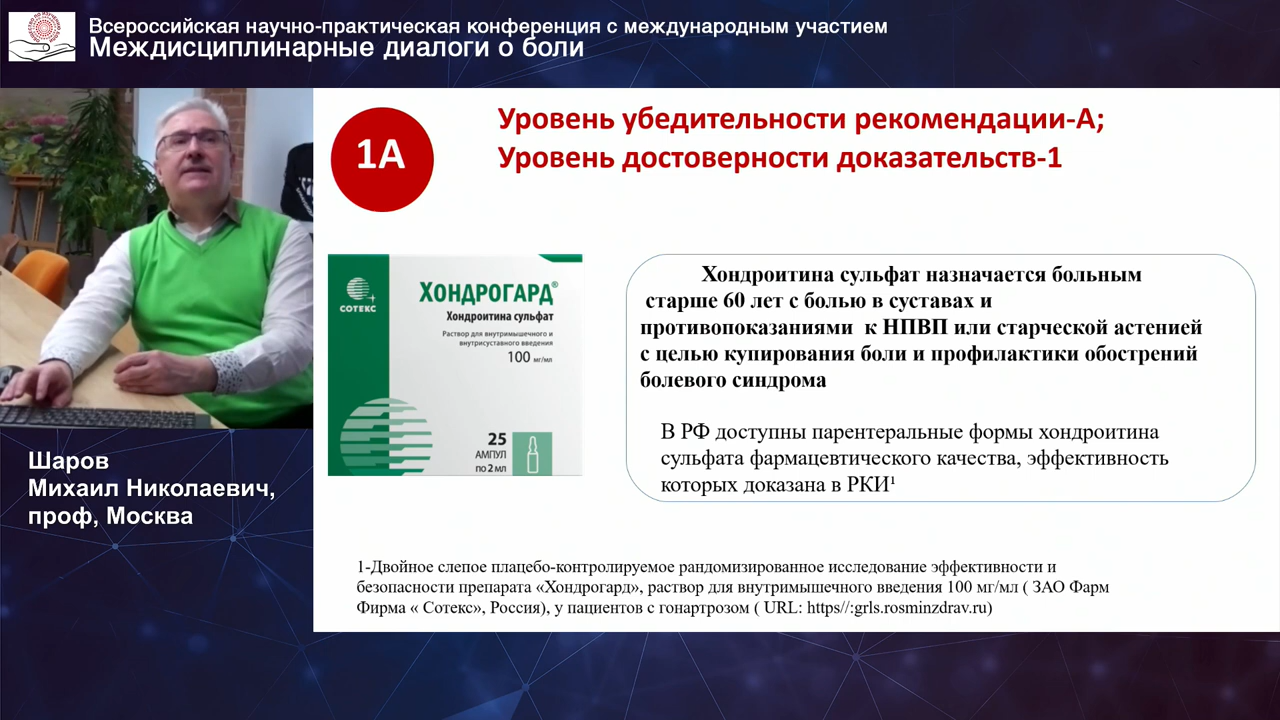 Всероссийская научно-практическая конференция с международным участием
Междисциплинарные диалоги о боли
1А
Уровень убедительности рекомендации-А;
Уровень достоверности доказательств-1
СОТЕКС
ХОНДРОГАРД®
Хондроитина сульфат
Раствор для внутримышечного и
внутрисуставного введения
100 мг/мл
25
АМПУЛ
по 2 мл
Хондроитина сульфат назначается больным
старше 60 лет с болью в суставах и
противопоказаниями к НПВП или старческой астенией
с целью купирования боли и профилактики обострений
болевого синдрома
В РФ доступны парентеральные формы хондроитина
сульфата фармацевтического качества, эффективность
которых доказана в РКИ¹
Шаров
Михаил Николаевич,
проф, Москва
1-Двойное слепое плацебо-контролируемое рандомизированное исследование эффективности и
безопасности препарата «Хондрогард», раствор для внутримышечного введения 100 мг/мл ( ЗАО Фарм
Фирма « Сотекс», Россия), у пациентов с гонартрозом ( URL: https//:grls.rosminzdrav.ru)